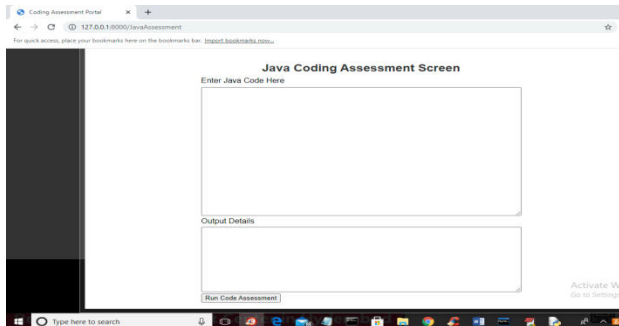 Coding Assessment Portal
127.0.0.1:8000/JavaAssessment
For quick access, place your bookmarks here on the bookmarks bar. Import bookmarks now...
Java Coding Assessment Screen
Enter Java Code Here
Output Details
Run Code Assessment
Activate W
Go to Settings
Type here to search